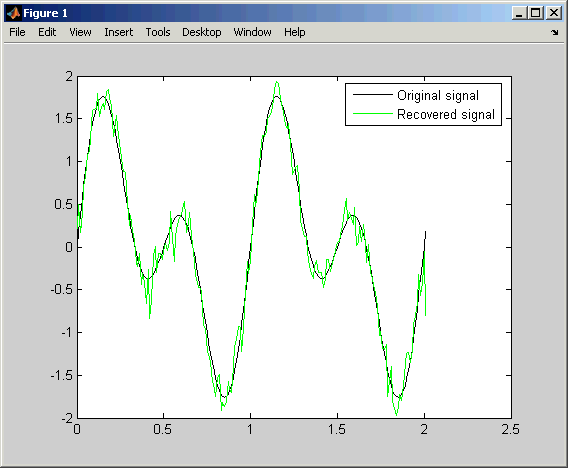 Figure 1
File Edit View Insert Tools Desktop Window Help
Original signal
Recovered signal
2
1.5
1
0.5
0
-0.5
-1
-1.5
-2
0 0.5 1 1.5 2 2.5